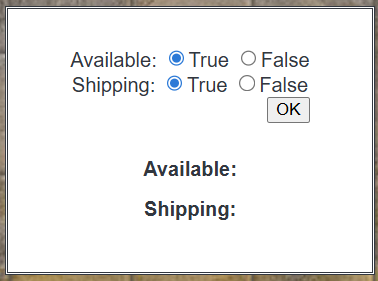 Available: True False
Shipping: True False
OK
Available:
Shipping: